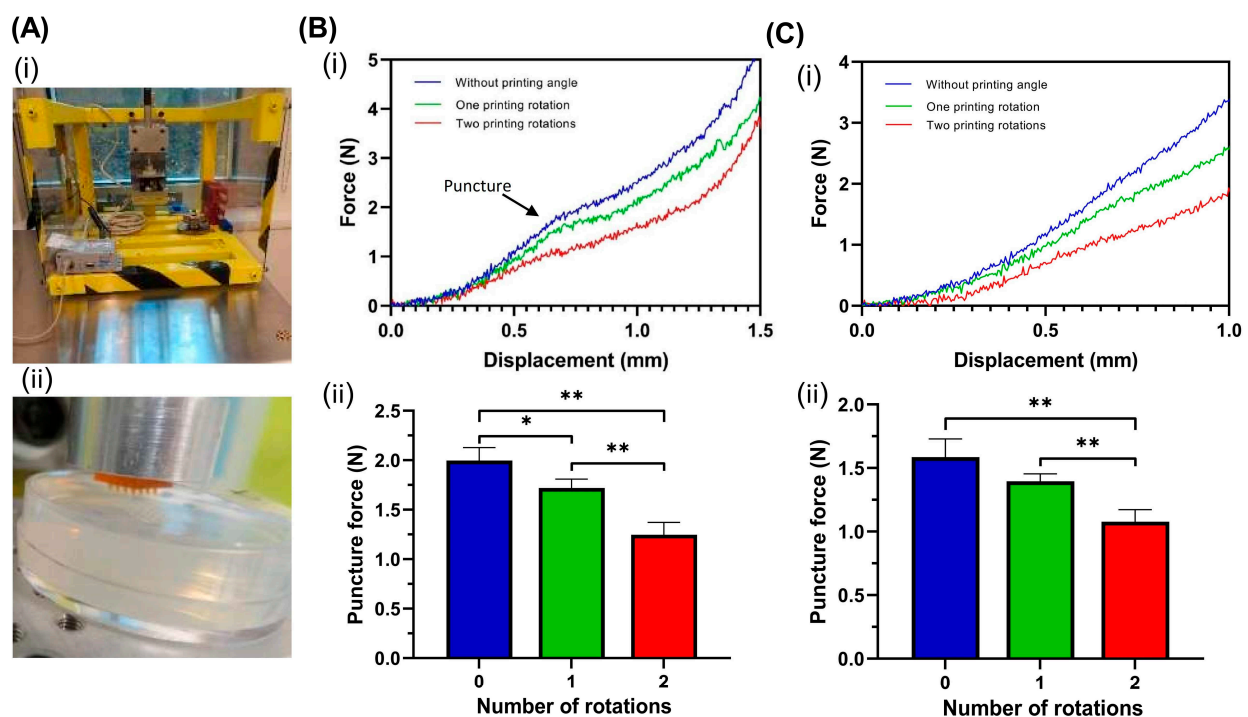 (A)
(i)
(ii)
(B)
(i)
5
4
3
2
1
0
Force (N)
Without printing angle
One printing rotation
Two printing rotations
Puncture
0.0 0.5 1.0 1.5
Displacement (mm)
(ii)
2.5
2.0
1.5
1.0
0.5
0.0
Puncture force (N)
**
*
**
0 1 2
Number of rotations
(C)
(i)
4
3
2
1
0
Force (N)
Without printing angle
One printing rotation
Two printing rotations
0.0 0.5 1.0
Displacement (mm)
(ii)
2.0
1.5
1.0
0.5
0.0
Puncture force (N)
**
**
0 1 2
Number of rotations